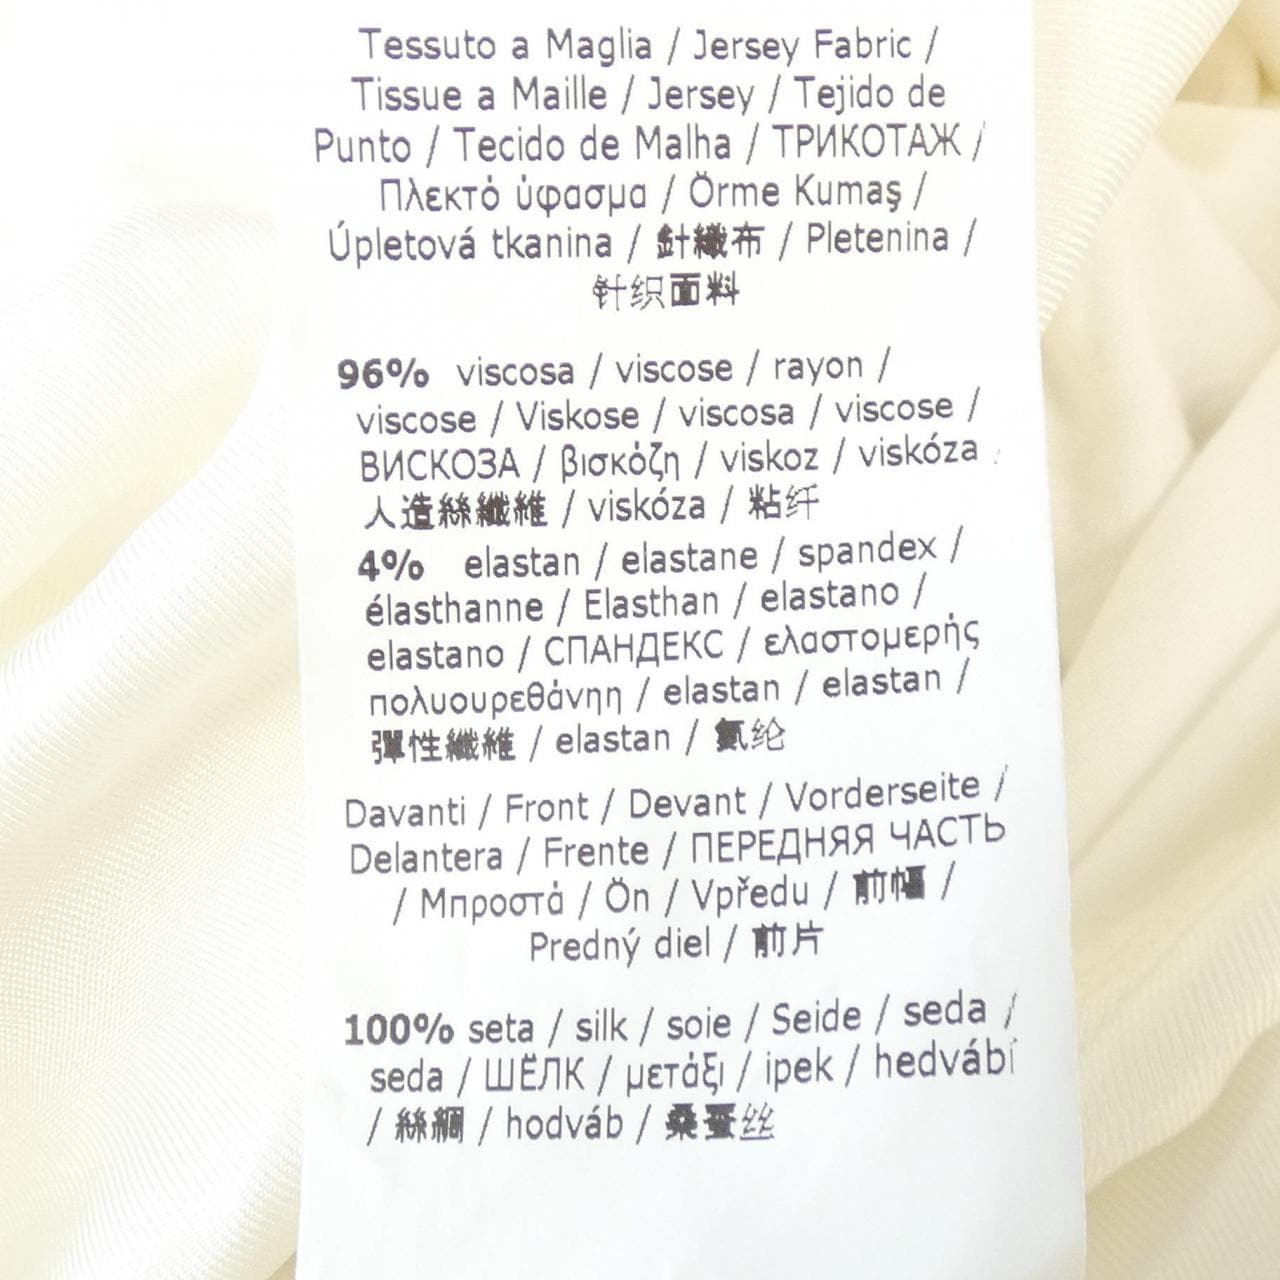 Tessuto a Maglia / Jersey Fabric /
Tissue a Maille / Jersey / Tejido de
Punto / Tecido de Malha / ТРИКОТАЖ /
Πλεκτό ύφασμα / Örme Kumaş /
Úpletová tkanina / 針織布 / Pletenina /
针织面料
96% viscosa / viscose / rayon /
viscose / Viskose / viscosa / viscose /
ВИСКОЗА / βισκόζη / viskoz / viskóza
人造絲纖維 / viskóza / 粘纤
4% elastan / elastane / spandex /
élasthanne / Elasthan / elastano /
elastano / СПАНДЕКС / ελαστομερής
πολυουρεθάνηη / elastan / elastan /
彈性纖維 / elastan / 氨纶
Davanti / Front / Devant / Vorderseite /
Delantera / Frente / ПЕРЕДНЯЯ ЧАСТЬ
/ Μπροστά / Ön / Vpředu / 前幅 /
Predný diel / 前片
100% seta / silk / soie / Seide / seda /
seda / ШЁЛК / μετάξι / ipek / hedvábí
/ 絲綢 / hodváb / 桑蚕丝